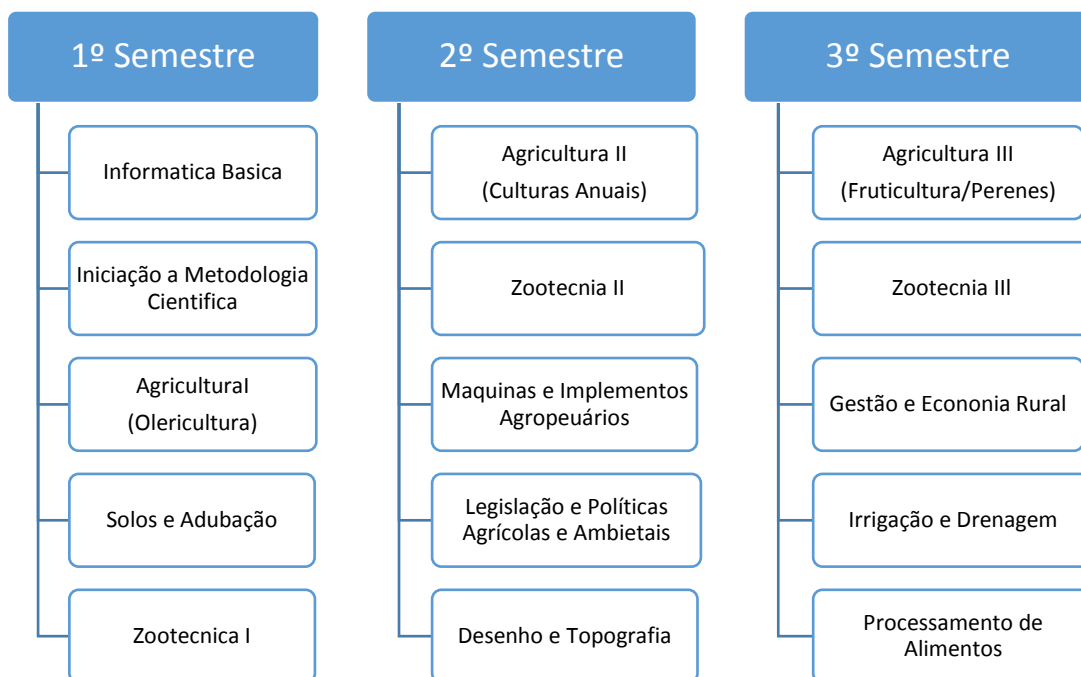 1º Semestre
Informatica Basica
Iniciação a Metodologia
Cientifica
AgriculturaI
(Olericultura)
Solos e Adubação
Zootecnica I
2º Semestre
Agricultura II
(Culturas Anuais)
Zootecnia II
Maquinas e Implementos
Agropeuários
Legislação e Políticas
Agrícolas e Ambietais
Desenho e Topografia
3º Semestre
Agricultura III
(Fruticultura/Perenes)
Zootecnia IIl
Gestão e Econonia Rural
Irrigação e Drenagem
Processamento de
Alimentos